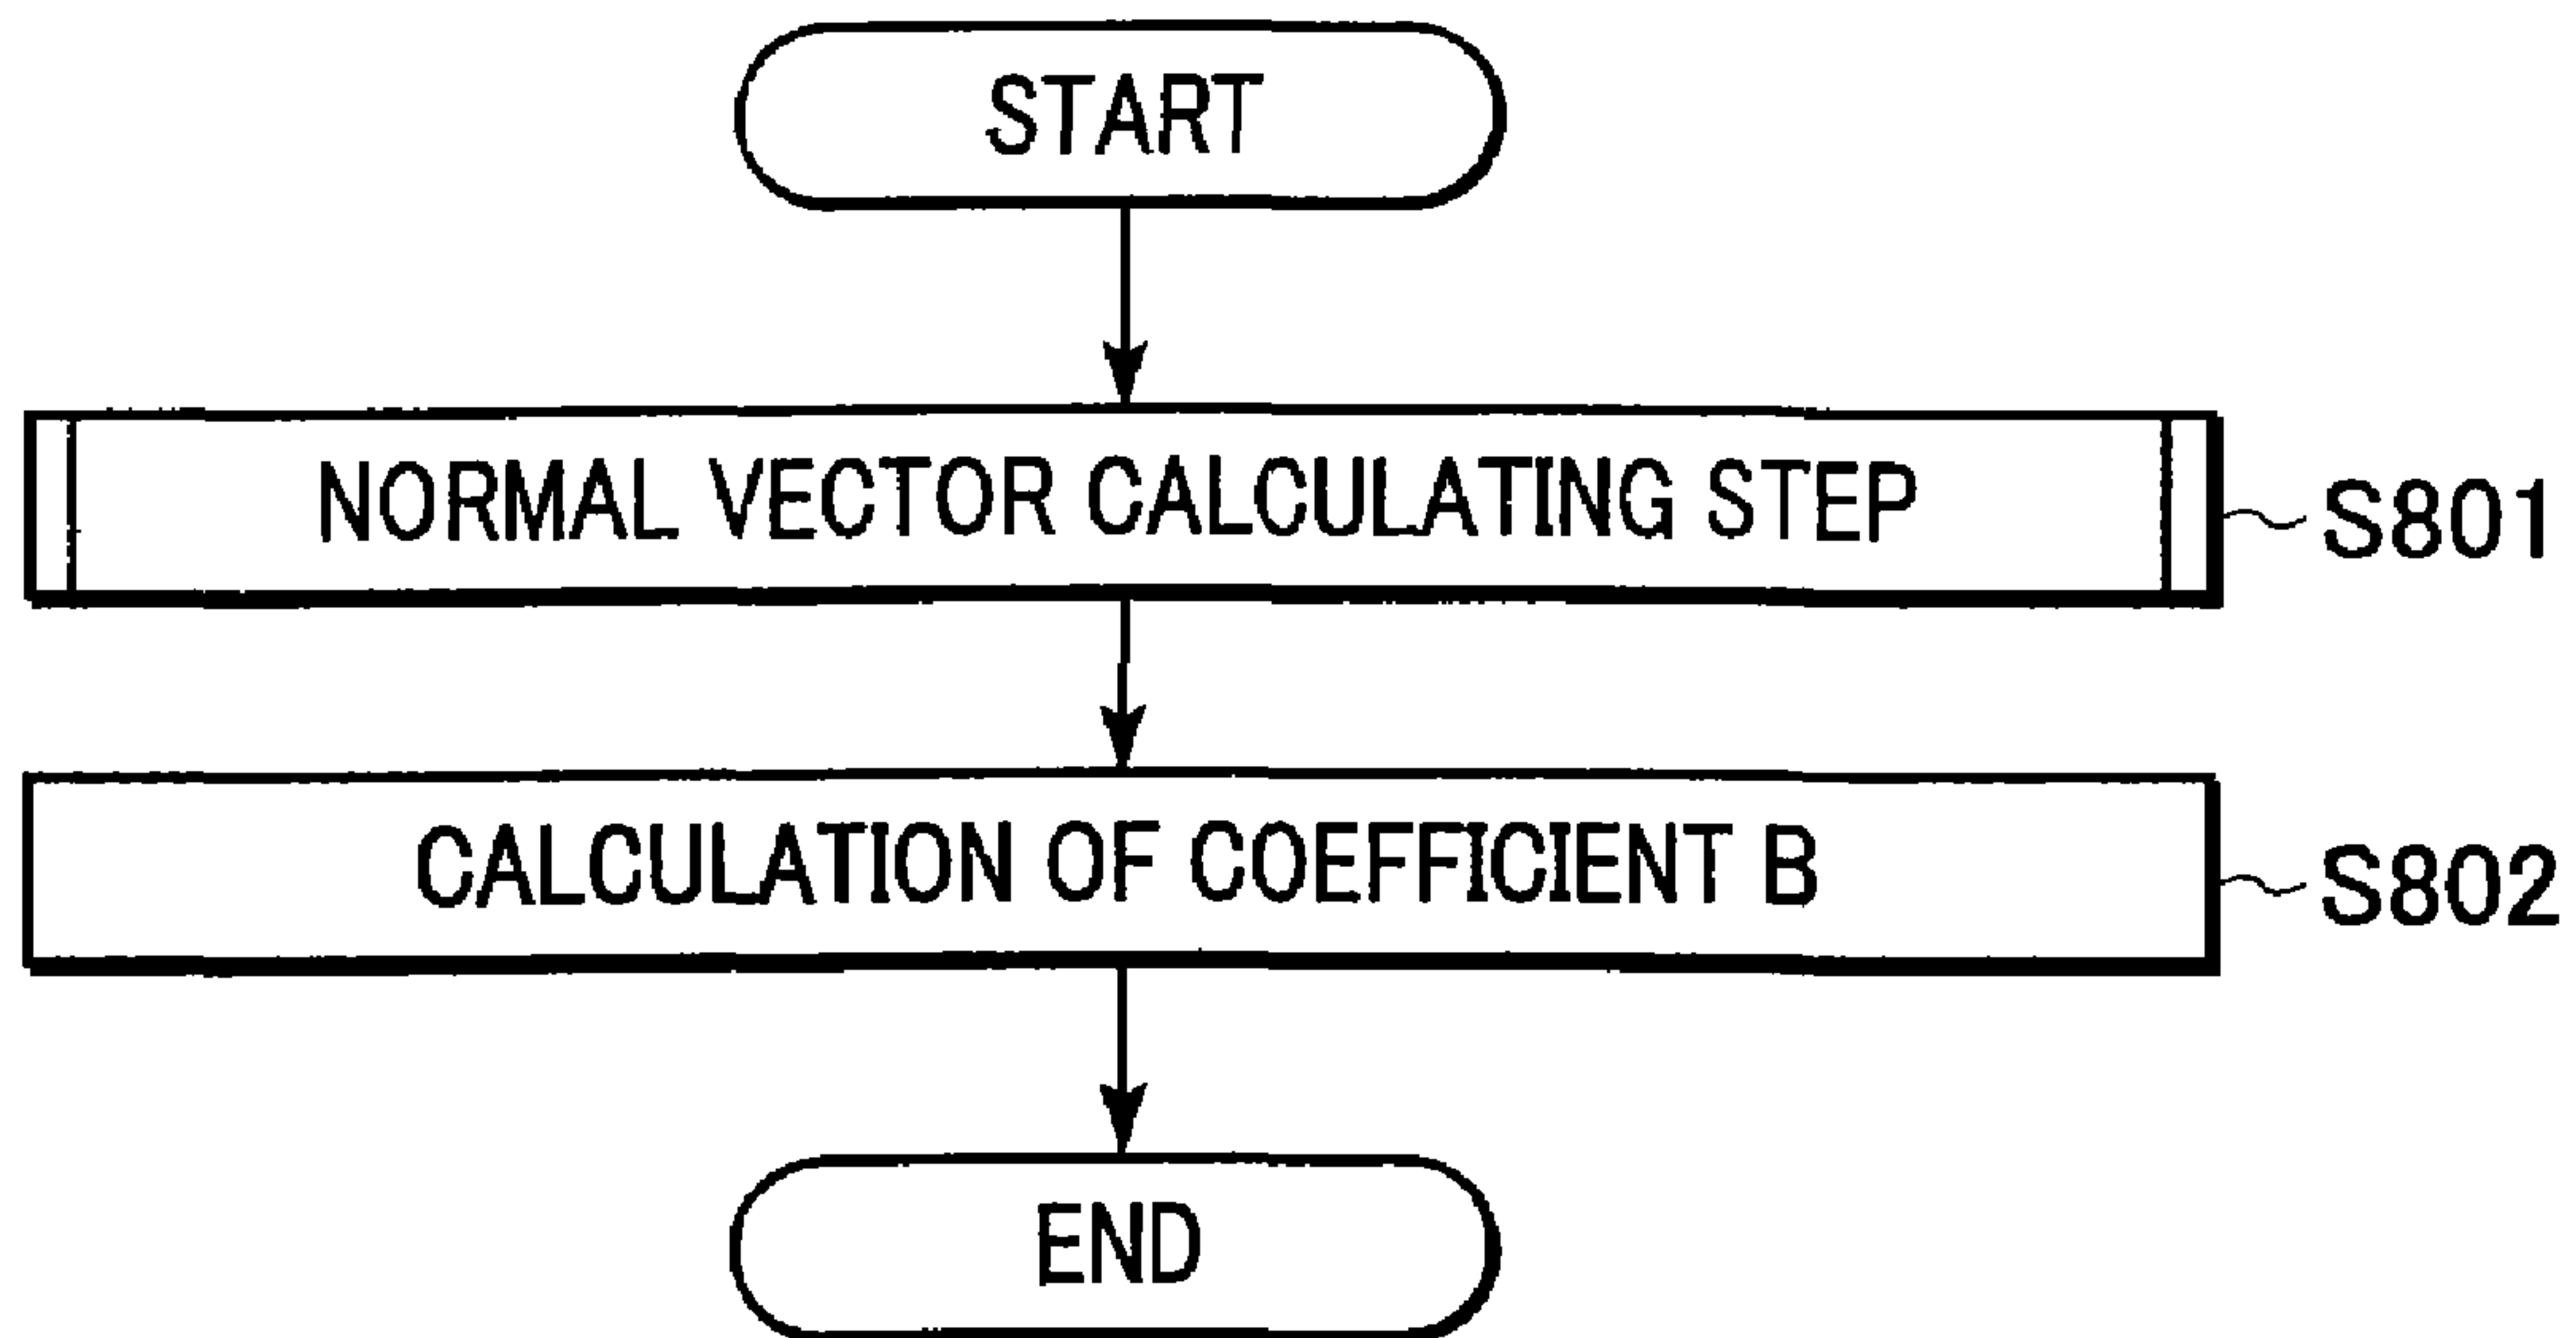 START
NORMAL VECTOR CALCULATING STEP
S801
CALCULATION OF COEFFICIENT B
S802
END